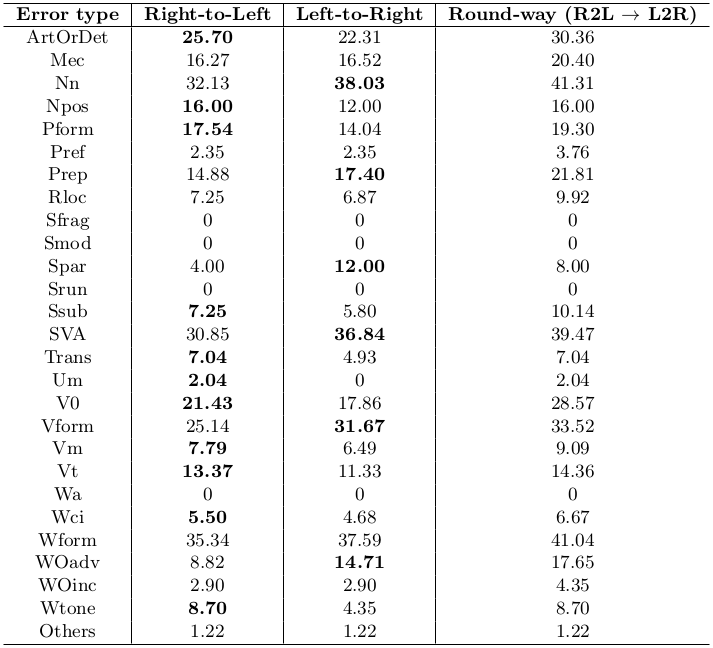 Error type Right-to-Left Left-to-Right Round-way (R2L → L2R)
ArtOrDet 25.70 22.31 30.36
Mec 16.27 16.52 20.40
Nn 32.13 38.03 41.31
Npos 16.00 12.00 16.00
Pform 17.54 14.04 19.30
Pref 2.35 2.35 3.76
Prep 14.88 17.40 21.81
Rloc 7.25 6.87 9.92
Sfrag 0 0 0
Smod 0 0 0
Spar 4.00 12.00 8.00
Srun 0 0 0
Ssub 7.25 5.80 10.14
SVA 30.85 36.84 39.47
Trans 7.04 4.93 7.04
Um 2.04 0 2.04
V0 21.43 17.86 28.57
Vform 25.14 31.67 33.52
Vm 7.79 6.49 9.09
Vt 13.37 11.33 14.36
Wa 0 0 0
Wci 5.50 4.68 6.67
Wform 35.34 37.59 41.04
WOadv 8.82 14.71 17.65
WOinc 2.90 2.90 4.35
Wtone 8.70 4.35 8.70
Others 1.22 1.22 1.22